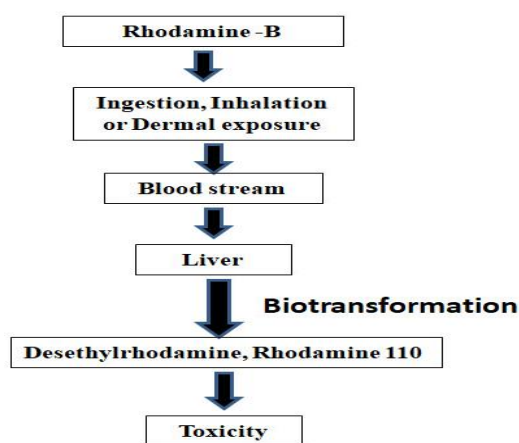 Rhodamine -B
Ingestion, Inhalation
or Dermal exposure
Blood stream
Liver
Biotransformation
Desethylrhodamine, Rhodamine 110
Toxicity